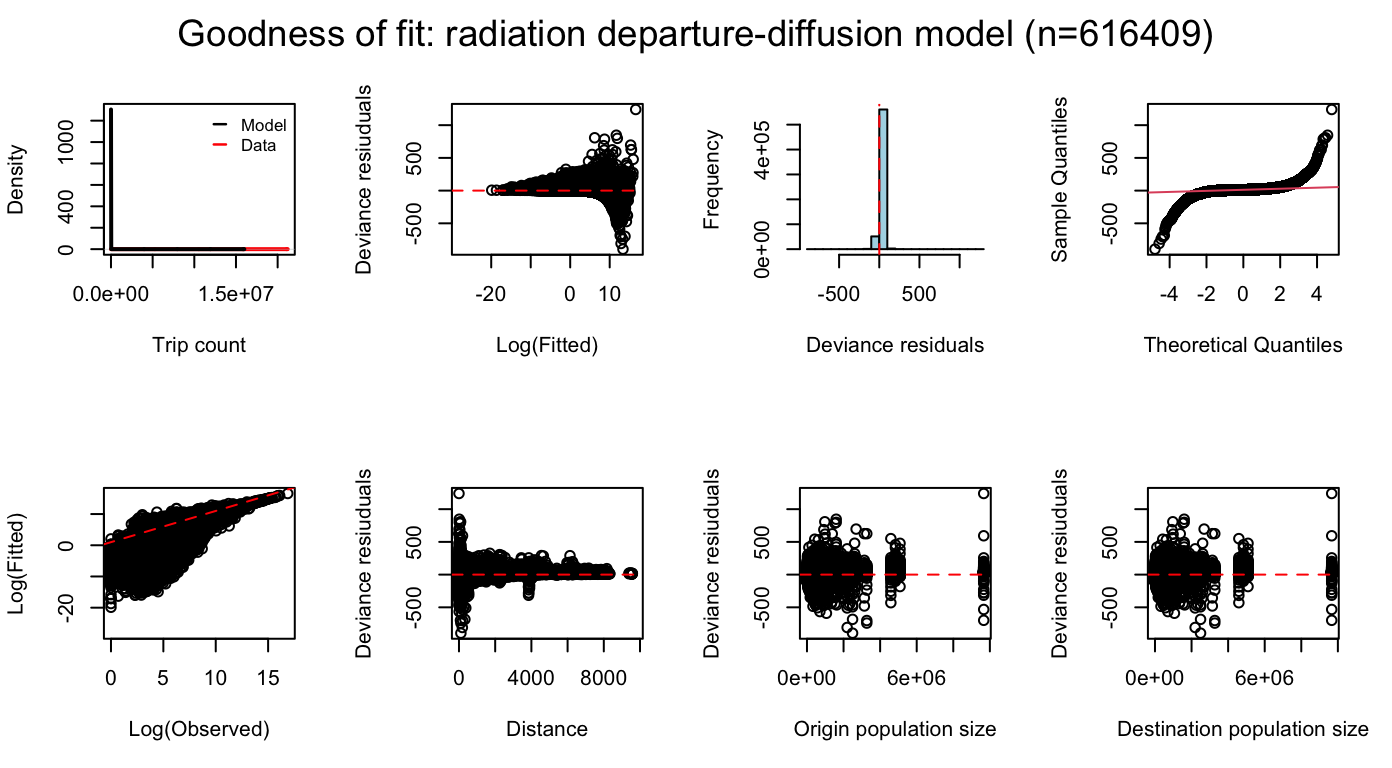 Goodness of fit: radiation departure-diffusion model (n=616409)
Density
0 400 1000
0.0e+00 1.5e+07
Trip count
Model
Data
Deviance resiuduals
-500 500
-20 0 10
Log(Fitted)
Frequency
0e+00 4e+05
-500 500
Deviance residuals
Sample Quantiles
-500 500
-4 -2 0 2 4
Theoretical Quantiles
Log(Fitted)
-20 0
0 5 10 15
Log(Observed)
Deviance resiuduals
-500 500
0 4000 8000
Distance
Deviance resiuduals
-500 500
0e+00 6e+06
Origin population size
Deviance resiuduals
-500 500
0e+00 6e+06
Destination population size